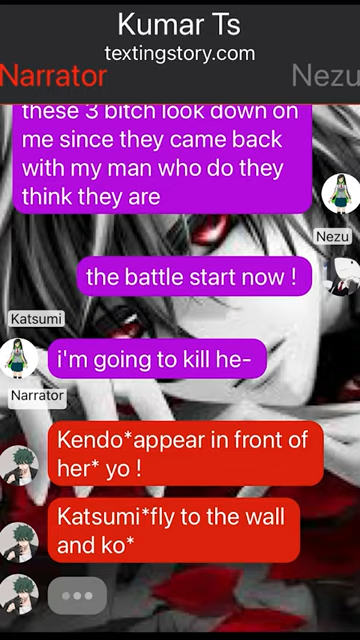 Kumar Ts
textingstory.com
Narrator
Nezu
these 3 bitch look down on
me since they came back
with my man who do they
think they are
Nezu
the battle start now !
Katsumi
i'm going to kill he-
Narrator
Kendo*appear in front of
her* yo !
Katsumi*fly to the wall
and ko*